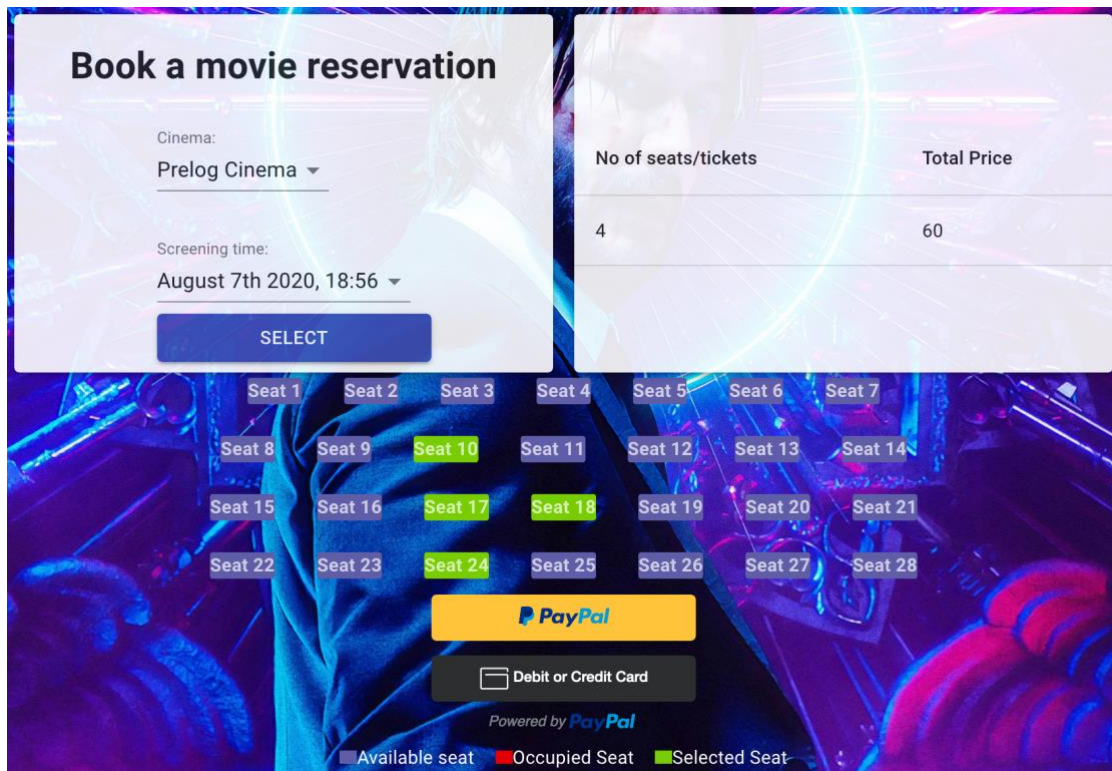 Book a movie reservation
Cinema:
Prelog Cinema
Screening time:
August 7th 2020, 18:56
SELECT
No of seats/tickets Total Price
4 60
Seat 1 Seat 2 Seat 3 Seat 4 Seat 5 Seat 6 Seat 7
Seat 8 Seat 9 Seat 10 Seat 11 Seat 12 Seat 13 Seat 14
Seat 15 Seat 16 Seat 17 Seat 18 Seat 19 Seat 20 Seat 21
Seat 22 Seat 23 Seat 24 Seat 25 Seat 26 Seat 27 Seat 28
PayPal
Debit or Credit Card
Powered by PayPal
Available seat Occupied Seat Selected Seat